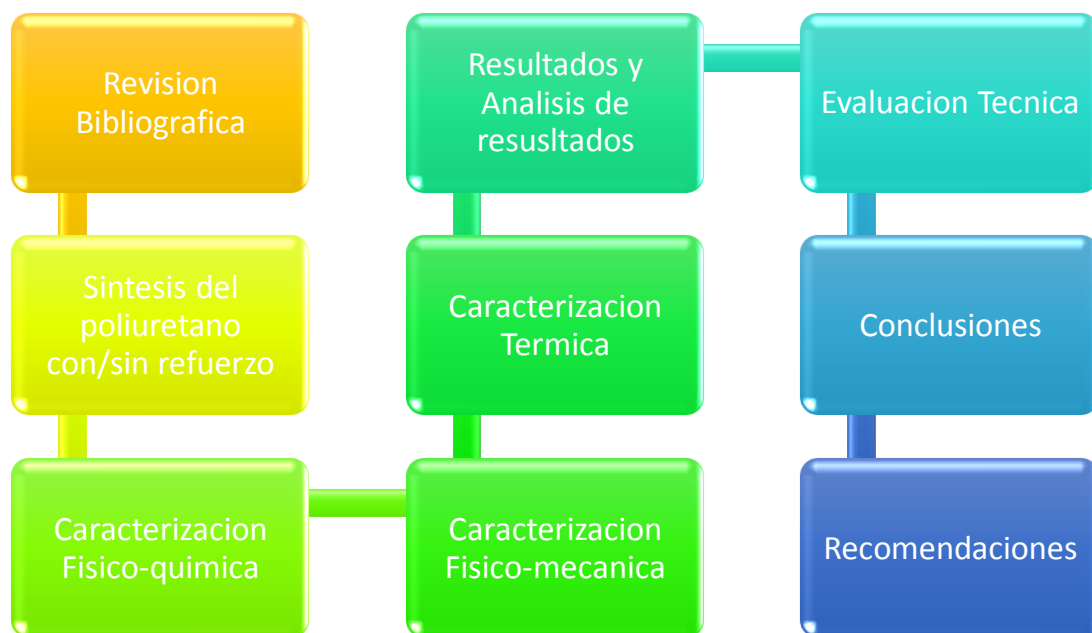 Revision
Bibliografica
Sintesis del
poliuretano
con/sin refuerzo
Caracterizacion
Fisico-quimica
Caracterizacion
Fisico-mecanica
Caracterizacion
Termica
Resultados y
Analisis de
resusltados
Evaluacion Tecnica
Conclusiones
Recomendaciones